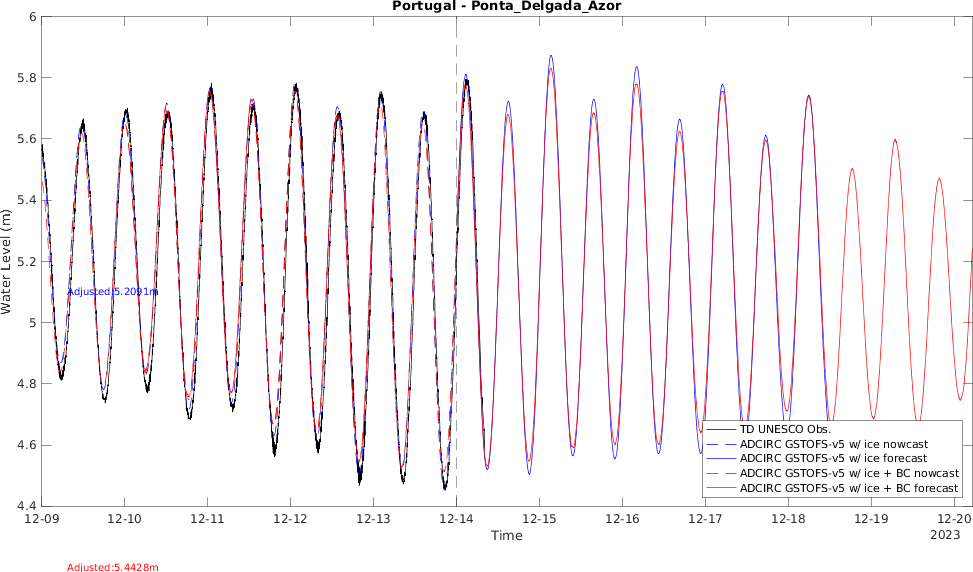 Portugal - Ponta_Delgada_Azor
Water Level (m)
6
5.8
5.6
5.4
5.2
5
4.8
4.6
4.4
Adjusted:5.2091m
TD UNESCO Obs.
ADCIRC GSTOFS-v5 w/ ice nowcast
ADCIRC GSTOFS-v5 w/ ice forecast
ADCIRC GSTOFS-v5 w/ ice + BC nowcast
ADCIRC GSTOFS-v5 w/ ice + BC forecast
12-09 12-10 12-11 12-12 12-13 12-14 12-15 12-16 12-17 12-18 12-19 12-20
Time
2023
Adjusted:5.4428m